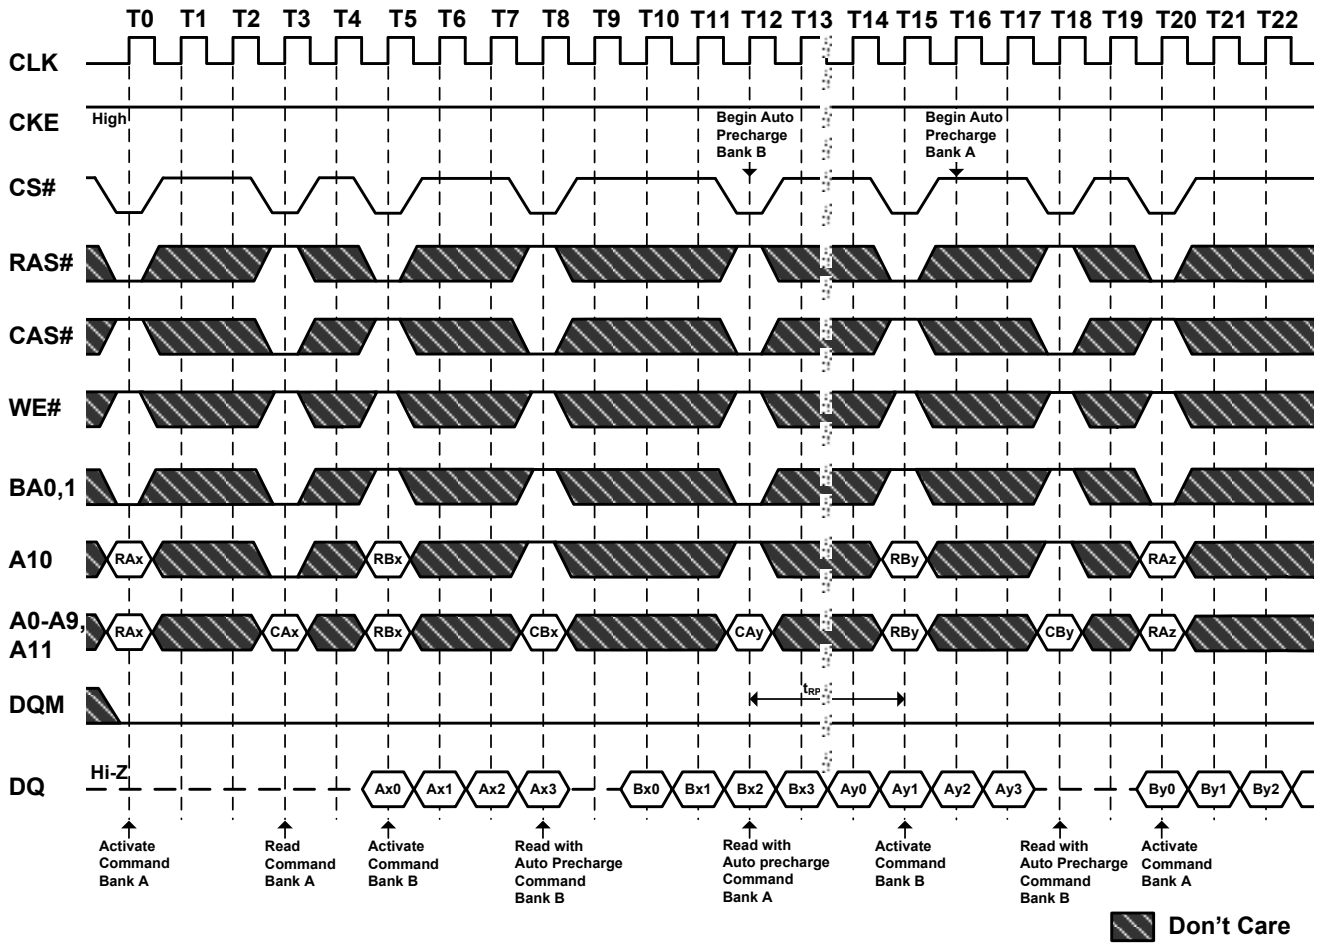 T0 T1 T2 T3 T4 T5 T6 T7 T8 T9 T10 T11 T12 T13 T14 T15 T16 T17 T18 T19 T20 T21 T22
CLK
CKE
High
Begin Auto
Precharge
Bank B
Begin Auto
Precharge
Bank A
CS#
RAS#
CAS#
WE#
BA0,1
A10
RAx RBx RBy RAz
A0-A9,
A11
RAx CAx RBx CBx CAy RBy CBy RAz
DQM
tRP
DQ
Hi-Z
Ax0 Ax1 Ax2 Ax3 Bx0 Bx1 Bx2 Bx3 Ay0 Ay1 Ay2 Ay3 By0 By1 By2
Activate
Command
Bank A
Read
Command
Bank A
Activate
Command
Bank B
Read with
Auto Precharge
Command
Bank B
Read with
Auto precharge
Command
Bank A
Activate
Command
Bank B
Read with
Auto Precharge
Command
Bank B
Activate
Command
Bank A
Don't Care